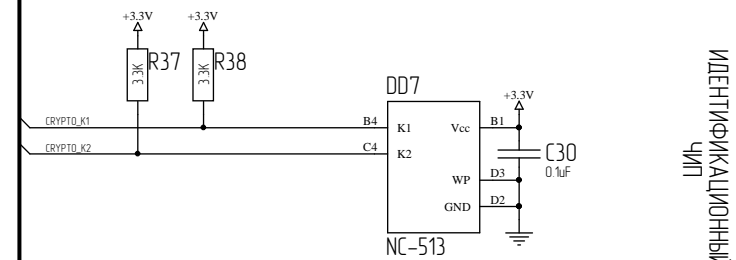 +3.3V
+3.3V
R37
3.3K
R38
3.3K
DD7
+3.3V
CRYPTO_K1
B4
K1
Vcc
B1
CRYPTO_K2
C4
K2
C30
0.1uF
WP
D3
GND
D2
NC-513
ИДЕНТИФИКАЦИОННЫЙ
ЧИП